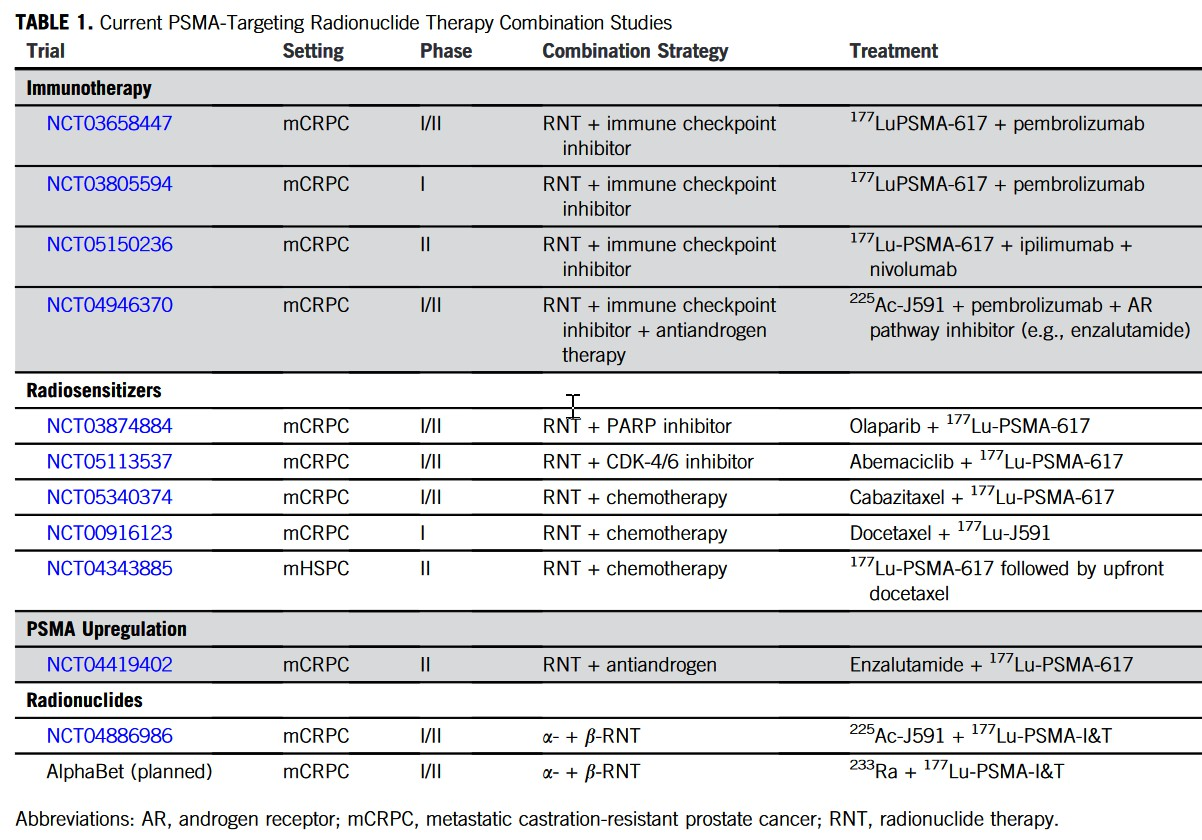 TABLE 1. Current PSMA-Targeting Radionuclide Therapy Combination Studies
Trial Setting Phase Combination Strategy Treatment
Immunotherapy
NCT03658447 mCRPC I/II RNT + immune checkpoint ¹⁷⁷LuPSMA-617 + pembrolizumab
inhibitor
NCT03805594 mCRPC I RNT + immune checkpoint ¹⁷⁷LuPSMA-617 + pembrolizumab
inhibitor
NCT05150236 mCRPC II RNT + immune checkpoint ¹⁷⁷Lu-PSMA-617 + ipilimumab +
inhibitor nivolumab
NCT04946370 mCRPC I/II RNT + immune checkpoint ²²⁵Ac-J591 + pembrolizumab + AR
inhibitor + antiandrogen pathway inhibitor (e.g., enzalutamide)
therapy
Radiosensitizers
NCT03874884 mCRPC I/II RNT + PARP inhibitor Olaparib + ¹⁷⁷Lu-PSMA-617
NCT05113537 mCRPC I/II RNT + CDK-4/6 inhibitor Abemaciclib + ¹⁷⁷Lu-PSMA-617
NCT05340374 mCRPC I/II RNT + chemotherapy Cabazitaxel + ¹⁷⁷Lu-PSMA-617
NCT00916123 mCRPC I RNT + chemotherapy Docetaxel + ¹⁷⁷Lu-J591
NCT04343885 mHSPC II RNT + chemotherapy ¹⁷⁷Lu-PSMA-617 followed by upfront
docetaxel
PSMA Upregulation
NCT04419402 mCRPC II RNT + antiandrogen Enzalutamide + ¹⁷⁷Lu-PSMA-617
Radionuclides
NCT04886986 mCRPC I/II α- + β-RNT ²²⁵Ac-J591 + ¹⁷⁷Lu-PSMA-I&T
AlphaBet (planned) mCRPC I/II α- + β-RNT ²³³Ra + ¹⁷⁷Lu-PSMA-I&T
Abbreviations: AR, androgen receptor; mCRPC, metastatic castration-resistant prostate cancer; RNT, radionuclide therapy.